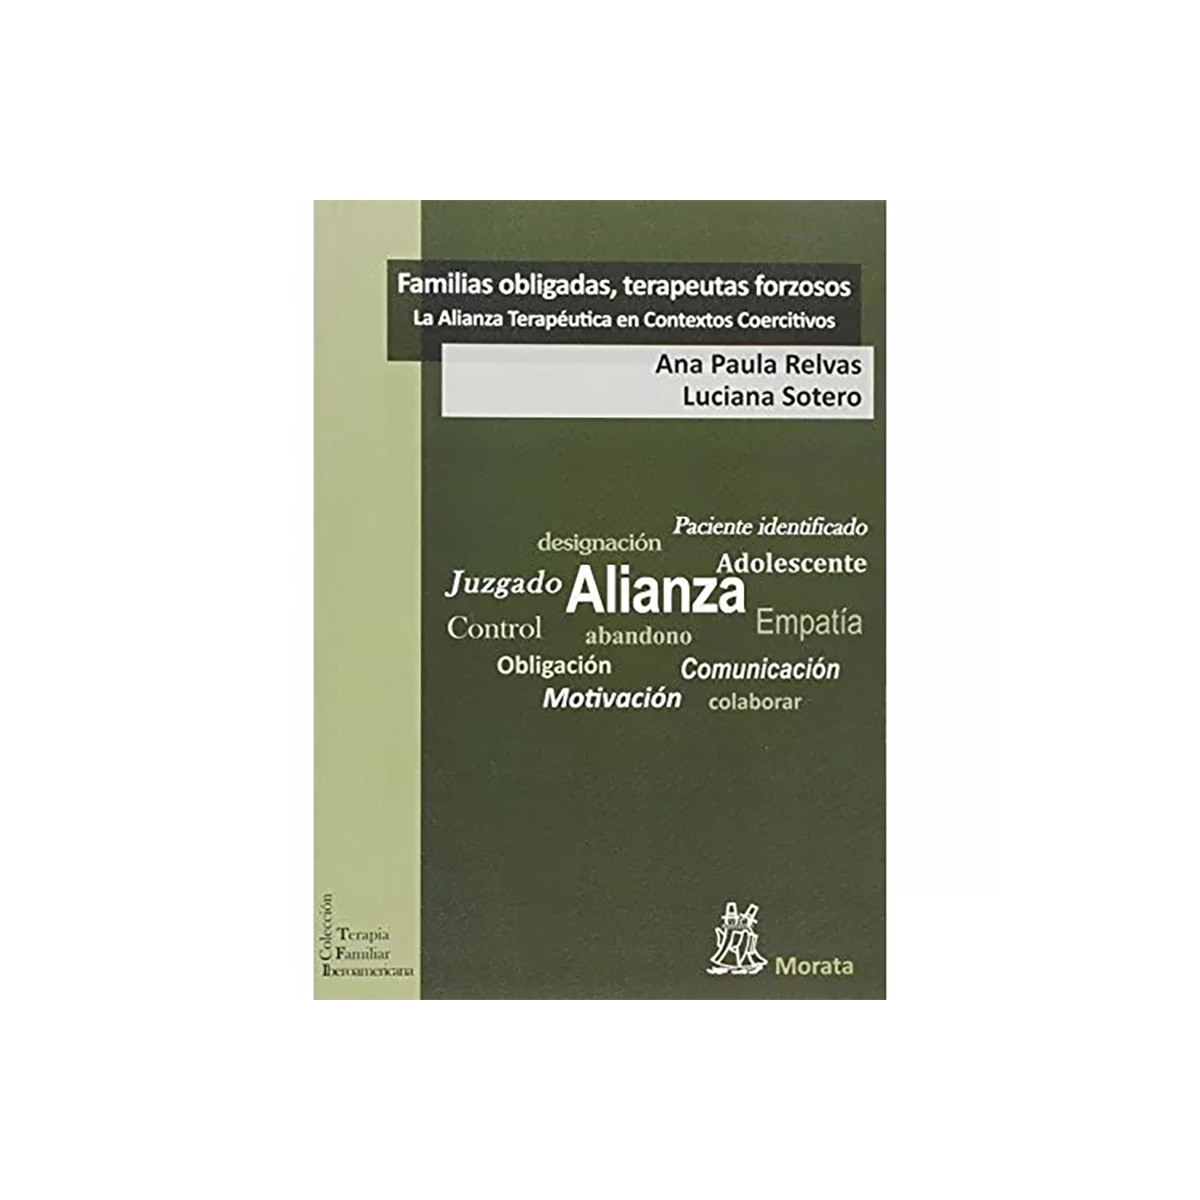 Familias obligadas, terapeutas forzosos
La Alianza Terapéutica en Contextos Coercitivos
Ana Paula Relvas
Luciana Sotero
Paciente identificado
designación
Adolescente
Juzgado
Alianza
Control
abandono
Empatía
Obligación
Comunicación
Motivación
colaborar
Colección
Terapia
Familiar
Iberoamericana
Morata